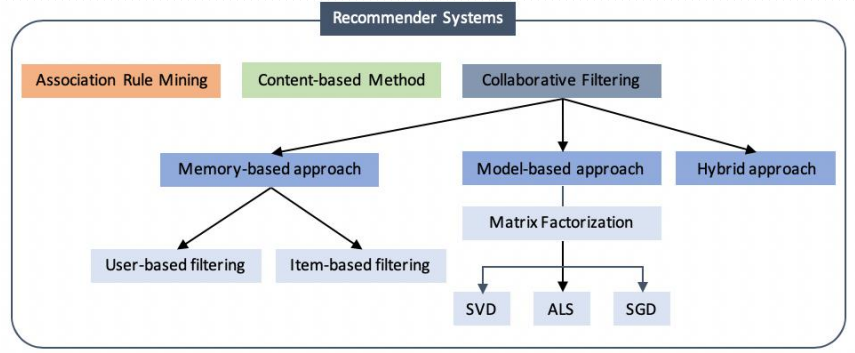 Recommender Systems
Association Rule Mining
Content-based Method
Collaborative Filtering
Memory-based approach
Model-based approach
Hybrid approach
Matrix Factorization
User-based filtering
Item-based filtering
SVD
ALS
SGD